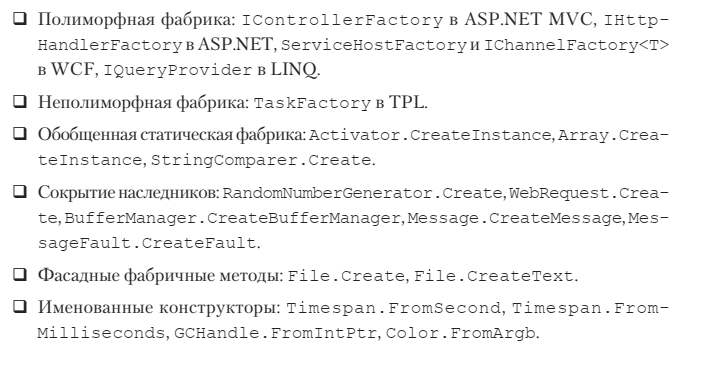 ❑ Полиморфная фабрика: IControllerFactory в ASP.NET MVC, IHttp-
HandlerFactory в ASP.NET, ServiceHostFactory и IChannelFactory<T>
в WCF, IQueryProvider в LINQ.
❑ Неполиморфная фабрика: TaskFactory в TPL.
❑ Обобщенная статическая фабрика: Activator.CreateInstance, Array.Crea-
teInstance, StringComparer.Create.
❑ Сокрытие наследников: RandomNumberGenerator.Create, WebRequest.Crea-
te, BufferManager.CreateBufferManager, Message.CreateMessage, Mes-
sageFault.CreateFault.
❑ Фасадные фабричные методы: File.Create, File.CreateText.
❑ Именованные конструкторы: Timespan.FromSecond, Timespan.From-
Milliseconds, GCHandle.FromIntPtr, Color.FromArgb.